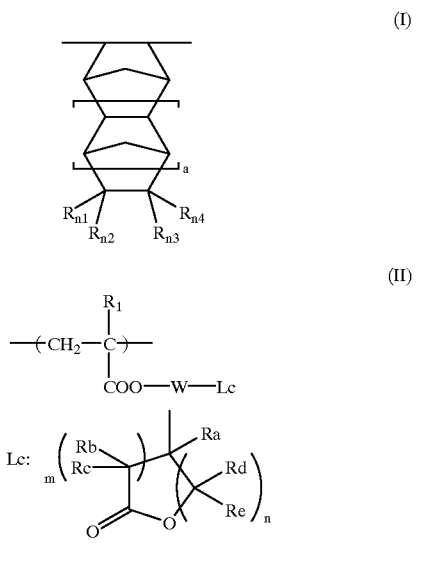 (I)
a
Rn1 Rn4
Rn2 Rn3
(II)
R1
( CH2 C )
COO W Lc
Lc: m ( Rb Rc ) Ra
( Rd Re ) n
O O